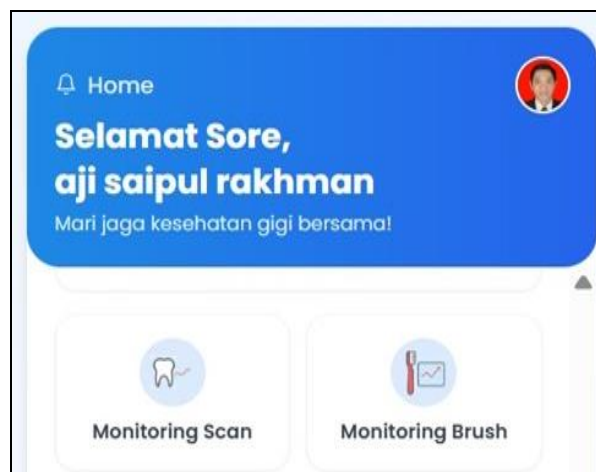 Home
Selamat Sore,
aji saipul rakhman
Mari jaga kesehatan gigi bersama!
Monitoring Scan
Monitoring Brush